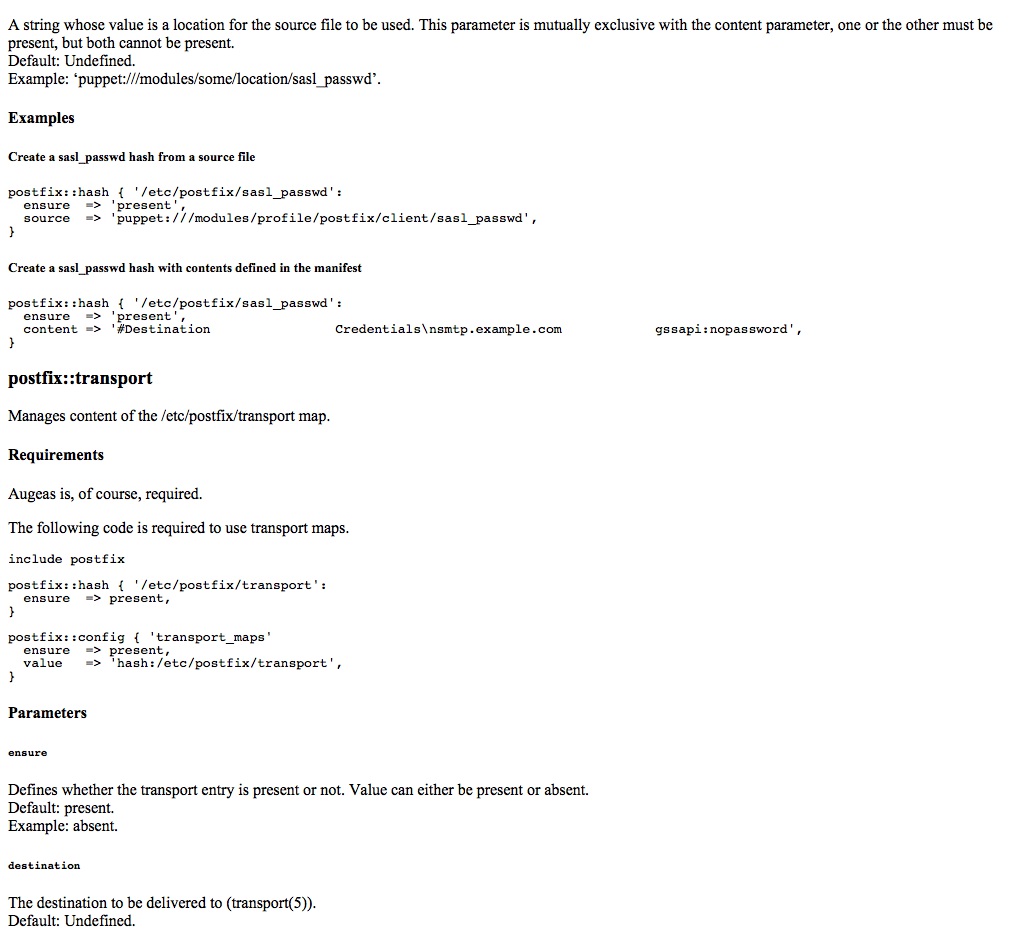 A string whose value is a location for the source file to be used. This parameter is mutually exclusive with the content parameter, one or the other must be
present, but both cannot be present.
Default: Undefined.
Example: ‘puppet:///modules/some/location/sasl_passwd’.
Examples
Create a sasl_passwd hash from a source file
postfix::hash { '/etc/postfix/sasl_passwd':
  ensure  => 'present',
  source  => 'puppet:///modules/profile/postfix/client/sasl_passwd',
}
Create a sasl_passwd hash with contents defined in the manifest
postfix::hash { '/etc/postfix/sasl_passwd':
  ensure  => 'present',
  content => '#Destination                Credentials\nsmtp.example.com            gssapi:nopassword',
}
postfix::transport
Manages content of the /etc/postfix/transport map.
Requirements
Augeas is, of course, required.
The following code is required to use transport maps.
include postfix
postfix::hash { '/etc/postfix/transport':
  ensure  => present,
}
postfix::config { 'transport_maps'
  ensure  => present,
  value   => 'hash:/etc/postfix/transport',
}
Parameters
ensure
Defines whether the transport entry is present or not. Value can either be present or absent.
Default: present.
Example: absent.
destination
The destination to be delivered to (transport(5)).
Default: Undefined.